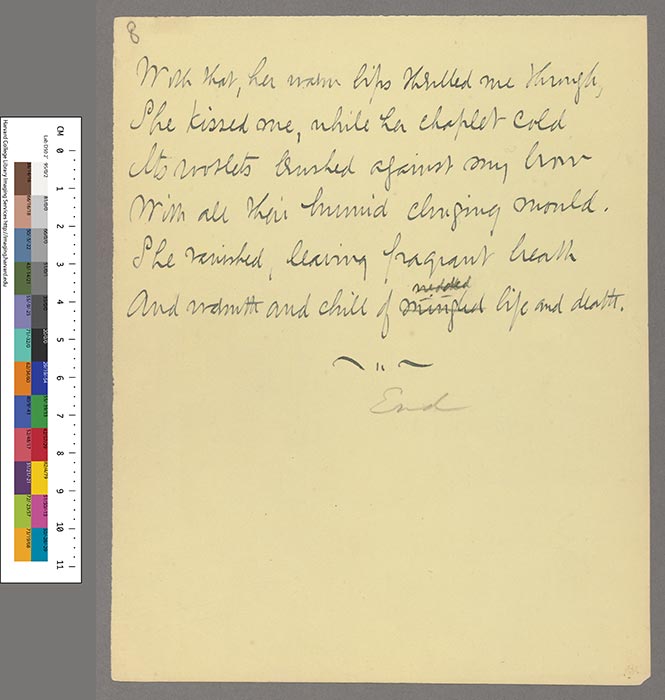 8
With that, her warm lips thrilled me through,
She kissed me, while her chaplet cold
Its rootlets brushed against my brow
With all their humid clinging mould.
She vanished, leaving fragrant breath
wedded
And warmth and chill of mingled life and death.
End
CM 0 1 2 3 4 5 6 7 8 9 10 11
Harvard College Library Imaging Services http://imaging.harvard.edu